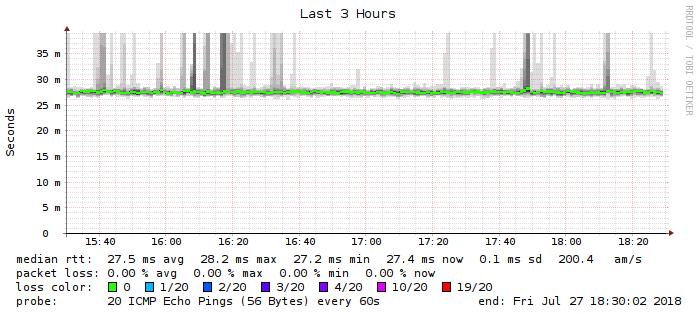 Last 3 Hours
RRDTOOL / TOBI OETIKER
Seconds
35 m
30 m
25 m
20 m
15 m
10 m
5 m
0
15:40 16:00 16:20 16:40 17:00 17:20 17:40 18:00 18:20
median rtt: 27.5 ms avg 28.2 ms max 27.2 ms min 27.4 ms now 0.1 ms sd 200.4 am/s
packet loss: 0.00 % avg 0.00 % max 0.00 % min 0.00 % now
loss color: 0 1/20 2/20 3/20 4/20 10/20 19/20
probe: 20 ICMP Echo Pings (56 Bytes) every 60s end: Fri Jul 27 18:30:02 2018